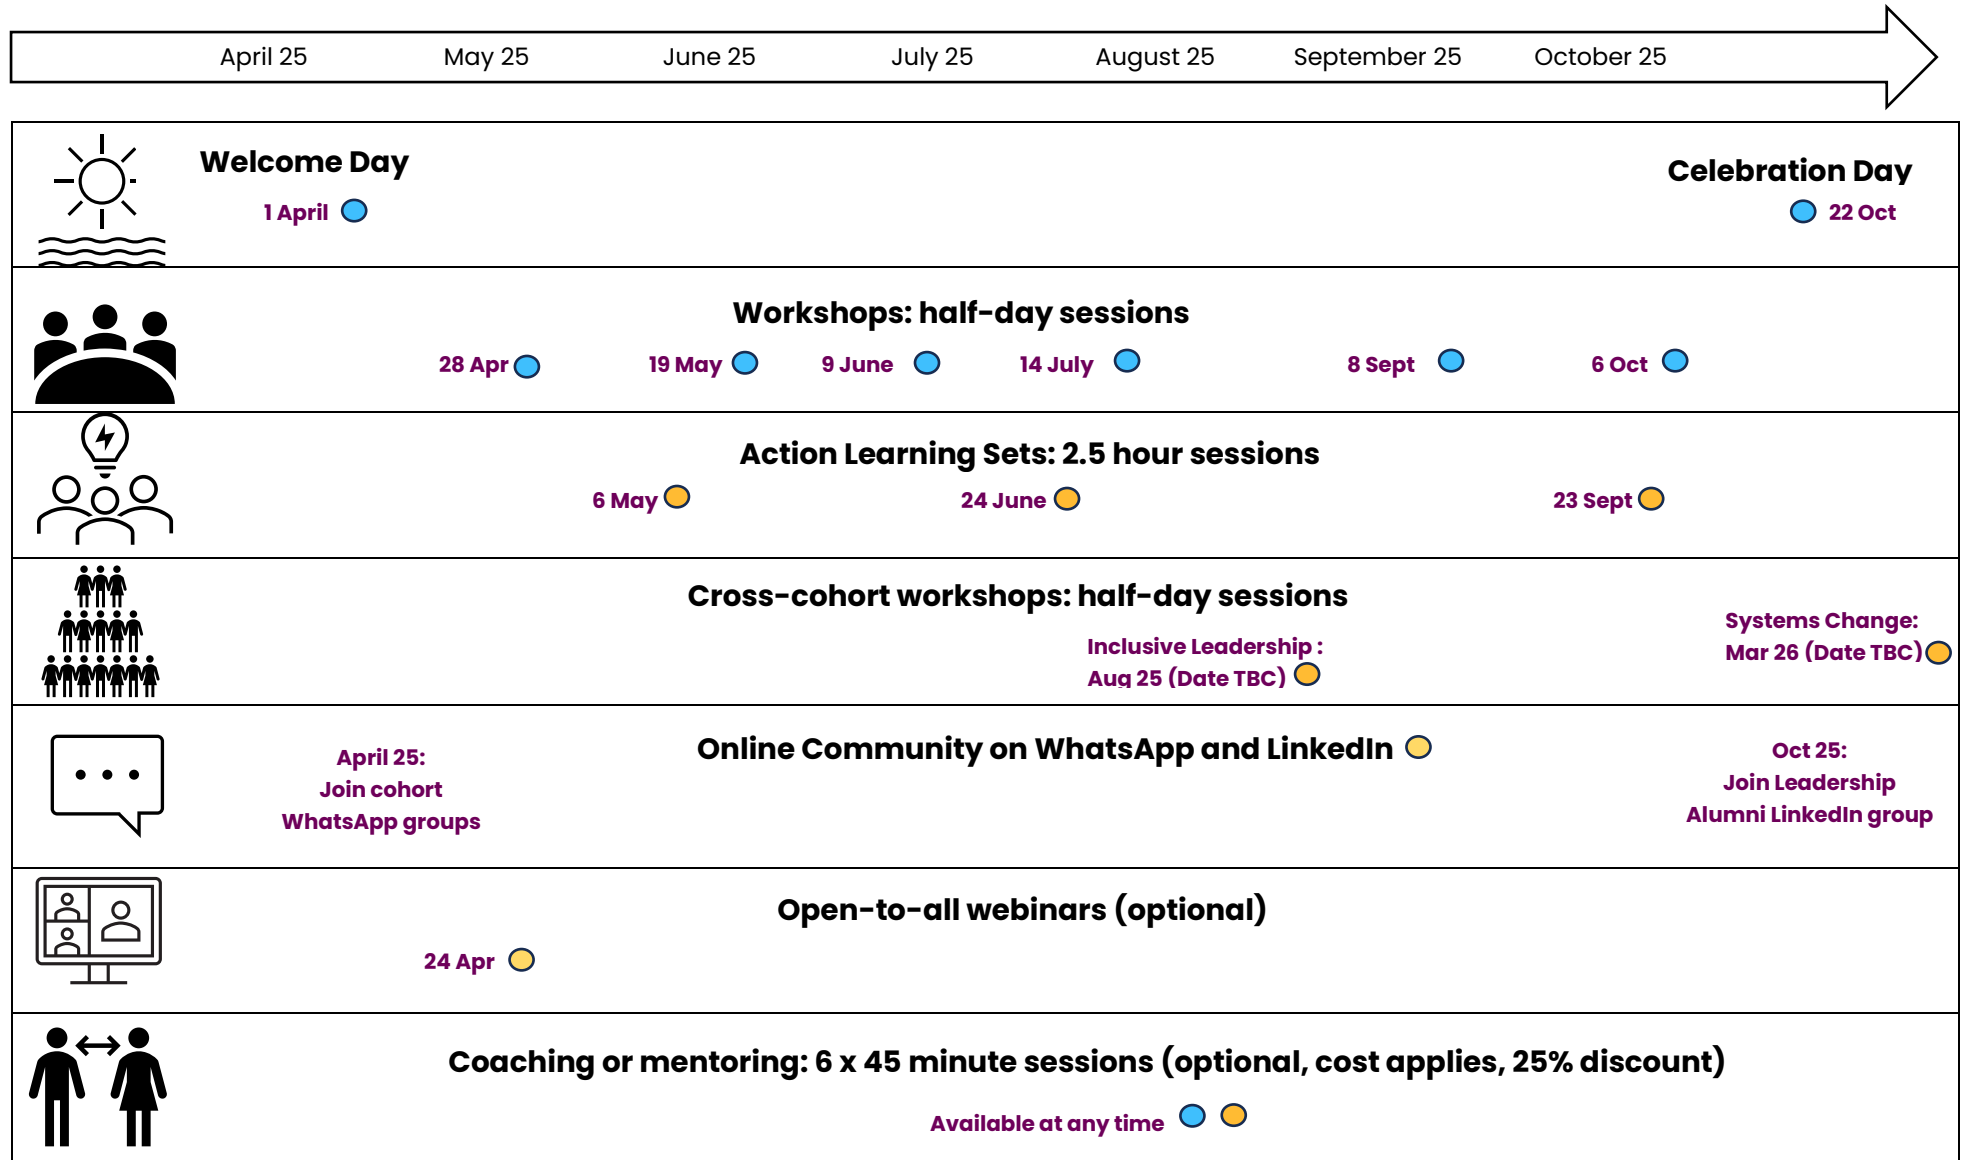 April 25 May 25 June 25 July 25 August 25 September 25 October 25
Welcome Day
1 April
Celebration Day
22 Oct
Workshops: half-day sessions
28 Apr 19 May 9 June 14 July 8 Sept 6 Oct
Action Learning Sets: 2.5 hour sessions
6 May 24 June 23 Sept
Cross-cohort workshops: half-day sessions
Inclusive Leadership :
Aug 25 (Date TBC)
Systems Change:
Mar 26 (Date TBC)
Online Community on WhatsApp and LinkedIn
April 25:
Join cohort
WhatsApp groups
Oct 25:
Join Leadership
Alumni LinkedIn group
Open-to-all webinars (optional)
24 Apr
Coaching or mentoring: 6 x 45 minute sessions (optional, cost applies, 25% discount)
Available at any time